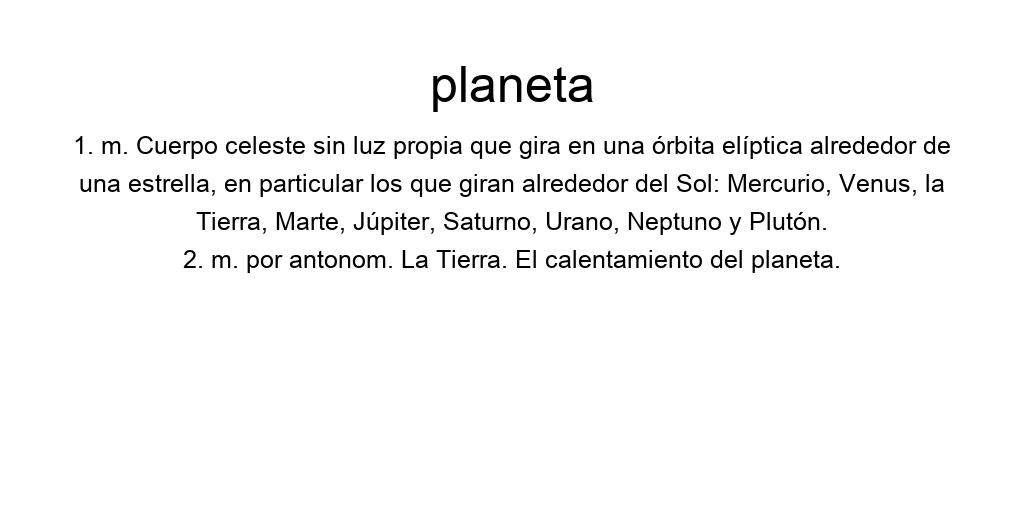 planeta
1. m. Cuerpo celeste sin luz propia que gira en una órbita elíptica alrededor de
una estrella, en particular los que giran alrededor del Sol: Mercurio, Venus, la
Tierra, Marte, Júpiter, Saturno, Urano, Neptuno y Plutón.
2. m. por antonom. La Tierra. El calentamiento del planeta.